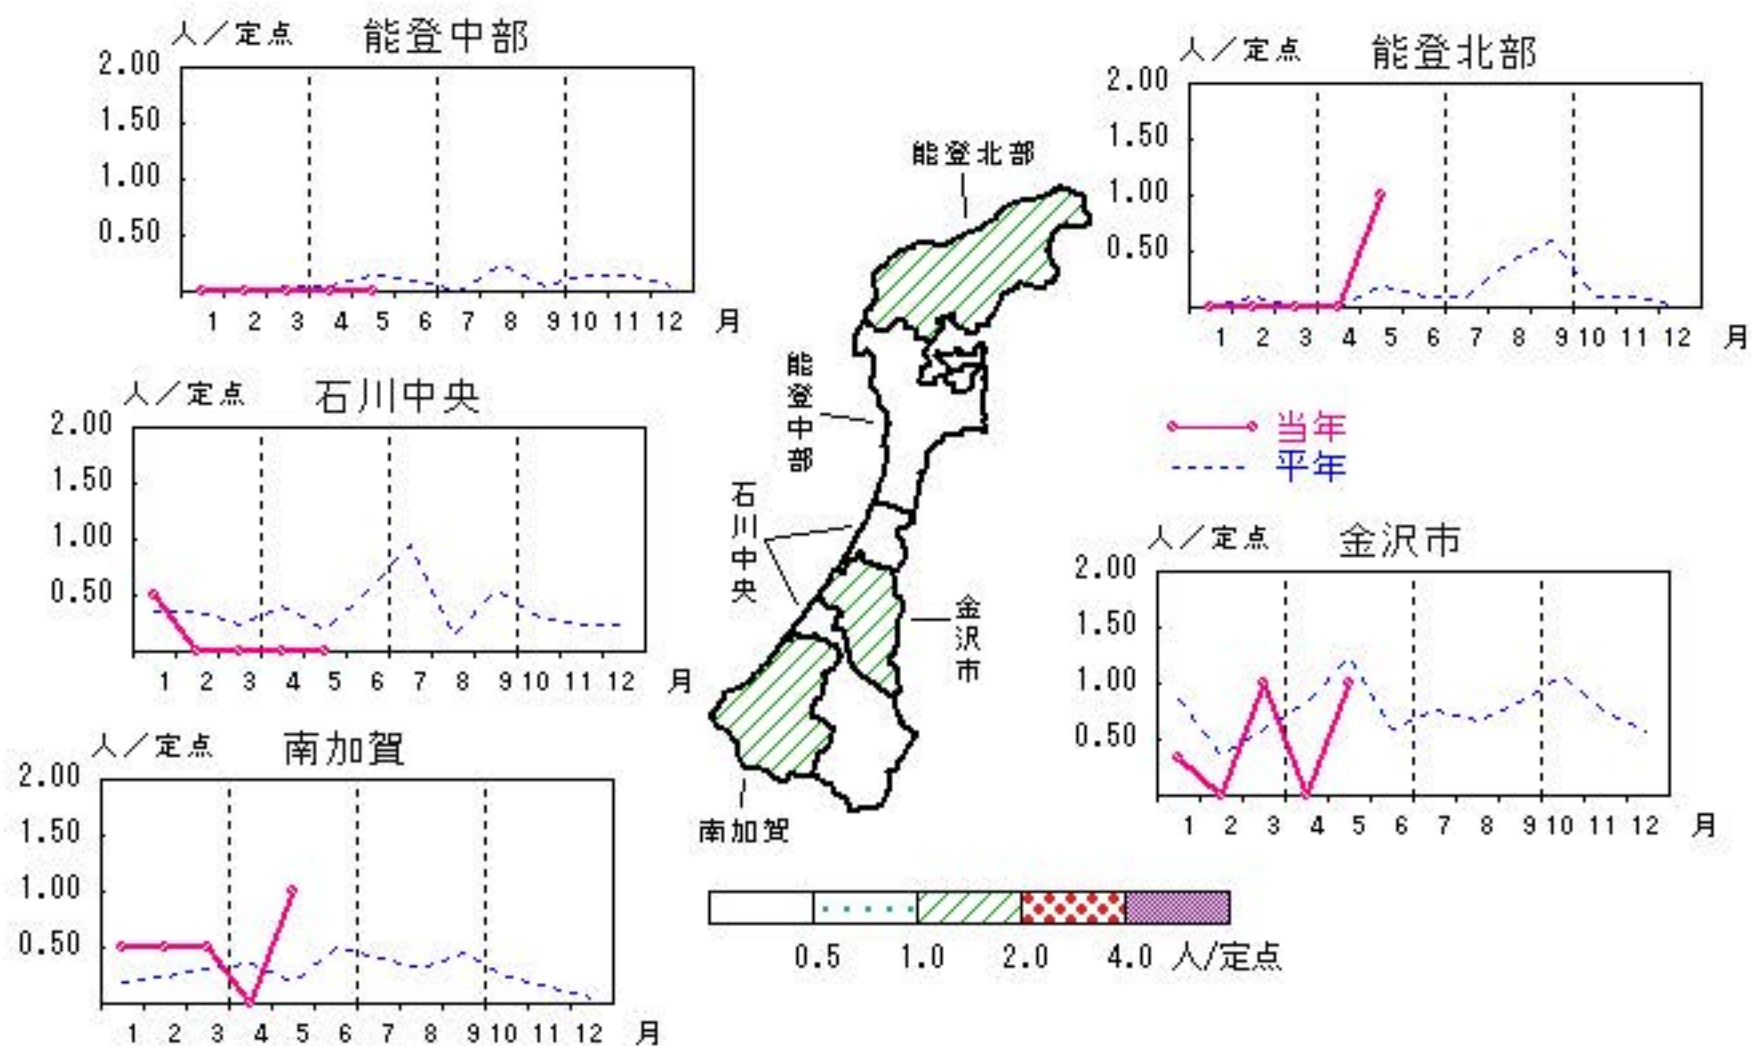 人／定点 能登中部
2.00
1.50
1.00
0.50
1 2 3 4 5 6 7 8 9 10 11 12 月
人／定点 能登北部
2.00
1.50
1.00
0.50
1 2 3 4 5 6 7 8 9 10 11 12 月
人／定点 石川中央
2.00
1.50
1.00
0.50
1 2 3 4 5 6 7 8 9 10 11 12 月
当年
平年
人／定点 金沢市
2.00
1.50
1.00
0.50
1 2 3 4 5 6 7 8 9 10 11 12 月
人／定点 南加賀
2.00
1.50
1.00
0.50
1 2 3 4 5 6 7 8 9 10 11 12 月
能登北部
能登中部
石川中央
金沢市
南加賀
0.5 1.0 2.0 4.0 人/定点